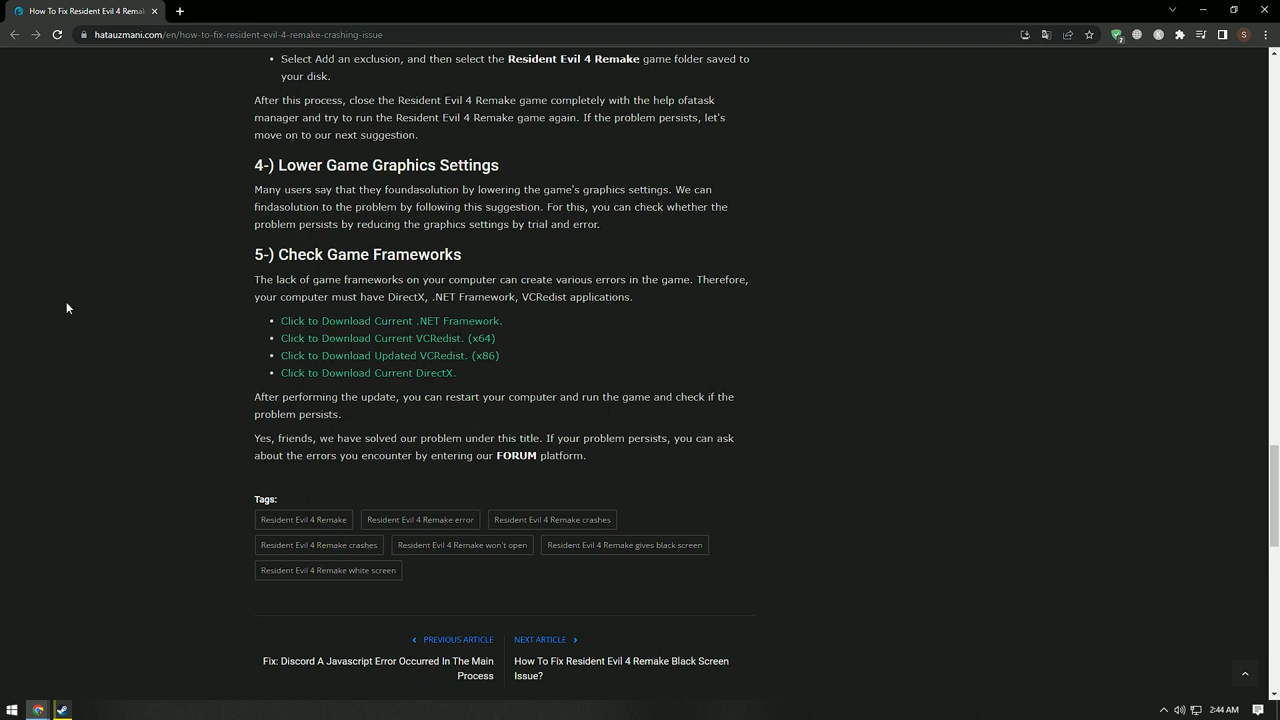 How To Fix Resident Evil 4 Remak
hatauzmani.com/en/how-to-fix-resident-evil-4-remake-crashing-issue
7
K
S
• Select Add an exclusion, and then select the Resident Evil 4 Remake game folder saved to
your disk.
After this process, close the Resident Evil 4 Remake game completely with the help ofatask
manager and try to run the Resident Evil 4 Remake game again. If the problem persists, let's
move on to our next suggestion.
4-) Lower Game Graphics Settings
Many users say that they foundasolution by lowering the game's graphics settings. We can
findasolution to the problem by following this suggestion. For this, you can check whether the
problem persists by reducing the graphics settings by trial and error.
5-) Check Game Frameworks
The lack of game frameworks on your computer can create various errors in the game. Therefore,
your computer must have DirectX, .NET Framework, VCRedist applications.
• Click to Download Current .NET Framework.
• Click to Download Current VCRedist. (x64)
• Click to Download Updated VCRedist. (x86)
• Click to Download Current DirectX.
After performing the update, you can restart your computer and run the game and check if the
problem persists.
Yes, friends, we have solved our problem under this title. If your problem persists, you can ask
about the errors you encounter by entering our FORUM platform.
Tags:
Resident Evil 4 Remake Resident Evil 4 Remake error Resident Evil 4 Remake crashes
Resident Evil 4 Remake crashes Resident Evil 4 Remake won't open Resident Evil 4 Remake gives black screen
Resident Evil 4 Remake white screen
PREVIOUS ARTICLE
Fix: Discord A Javascript Error Occurred In The Main
Process
NEXT ARTICLE
How To Fix Resident Evil 4 Remake Black Screen
Issue?
2:44 AM